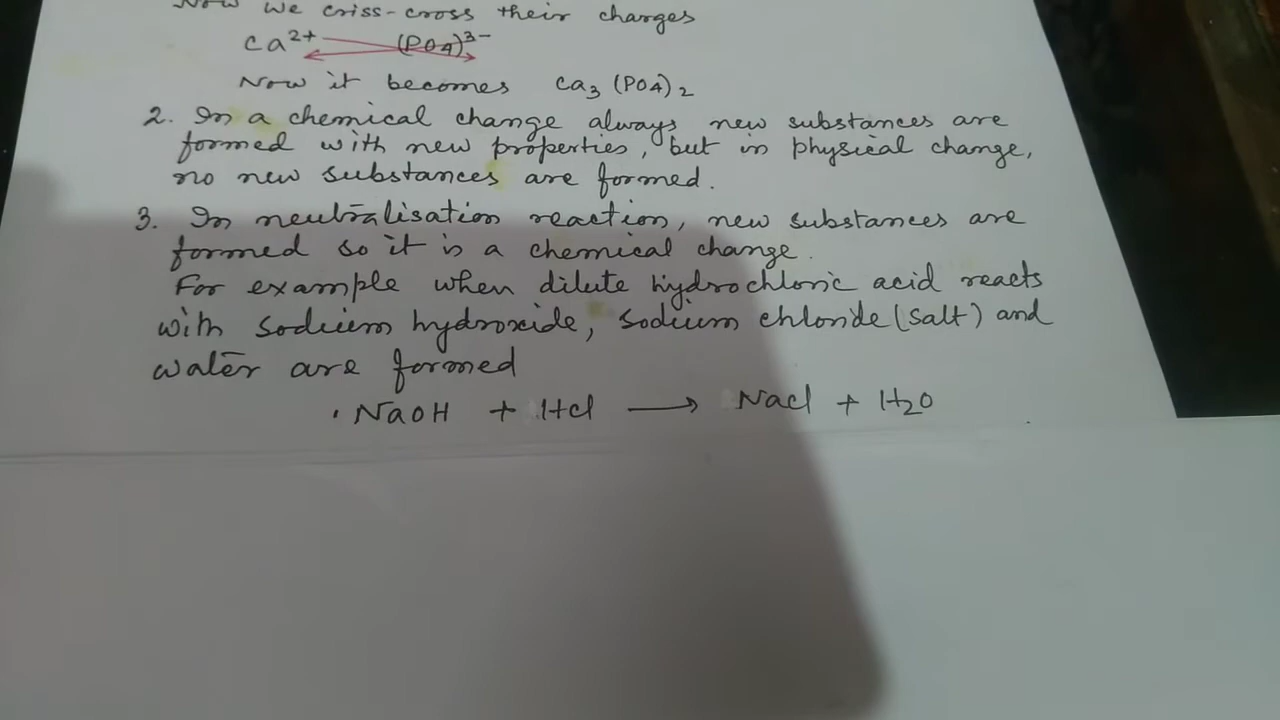 Now we criss-cross their charges
Ca²⁺ (PO4)³⁻
Now it becomes Ca₃ (PO4)₂
2. In a chemical change always new substances are
formed with new properties, but in physical change,
no new substances are formed.
3. In neutralisation reaction, new substances are
formed so it is a chemical change.
For example when dilute hydrochloric acid reacts
with sodium hydroxide, sodium chloride (salt) and
water are formed
NaOH + HCl ⟶ NaCl + H₂O